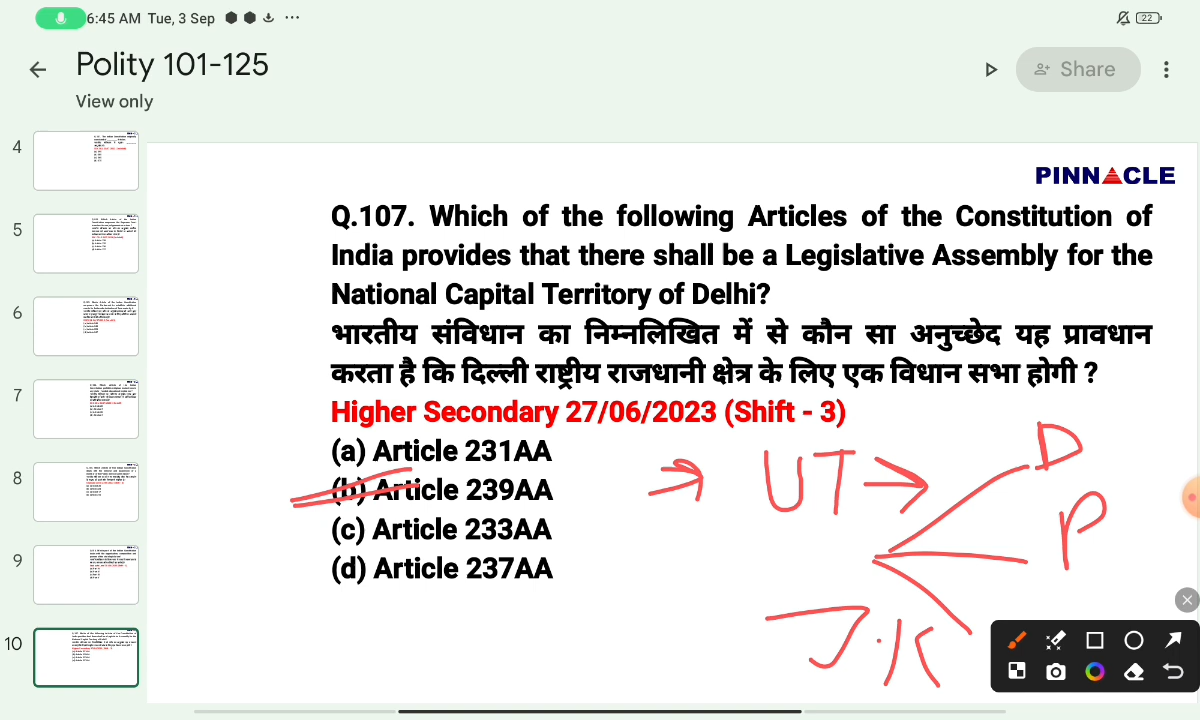 6:45 AM Tue, 3 Sep
22
Polity 101-125
Share
View only
4
5
6
7
8
9
10
PINNACLE
Q.107. Which of the following Articles of the Constitution of
India provides that there shall be a Legislative Assembly for the
National Capital Territory of Delhi?
भारतीय संविधान का निम्नलिखित में से कौन सा अनुच्छेद यह प्रावधान
करता है कि दिल्ली राष्ट्रीय राजधानी क्षेत्र के लिए एक विधान सभा होगी ?
Higher Secondary 27/06/2023 (Shift - 3)
(a) Article 231AA
(b) Article 239AA
(c) Article 233AA
(d) Article 237AA
UT
D
P
J.K